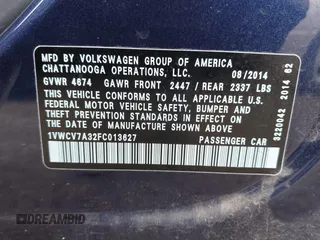 MFD. BY VOLKSWAGEN GROUP OF AMERICA
CHATTANOOGA OPERATIONS, LLC. 08/2014
GVWR 4674 GAWR FRONT 2447 / REAR 2337 LBS
THIS VEHICLE CONFORMS TO ALL APPLICABLE
FEDERAL MOTOR VEHICLE SAFETY, BUMPER AND
THEFT PREVENTION STANDARDS IN EFFECT ON
THE DATE OF MANUFACTURE SHOWN ABOVE.
1VWCV7A32FC013627 PASSENGER CAR
3220042 2014 62
DREAMBID